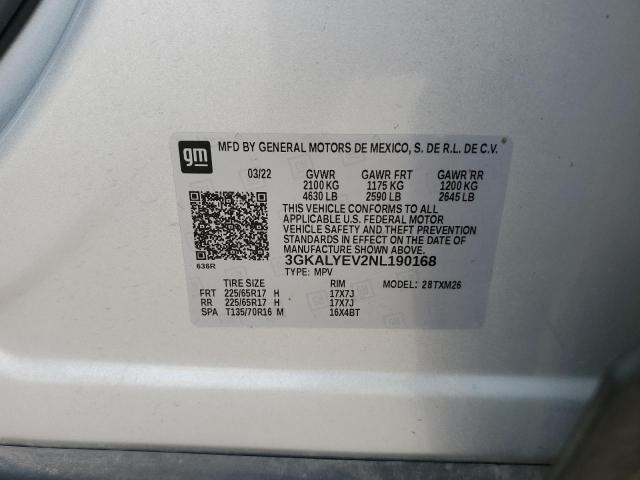 gm MFD BY GENERAL MOTORS DE MEXICO, S. DE R.L. DE C.V.
03/22 GVWR GAWR FRT GAWR RR
2100 KG 1175 KG 1200 KG
4630 LB 2590 LB 2645 LB
THIS VEHICLE CONFORMS TO ALL
APPLICABLE U.S. FEDERAL MOTOR
VEHICLE SAFETY AND THEFT PREVENTION
STANDARDS IN EFFECT ON THE DATE OF
MANUFACTURE SHOWN ABOVE.
3GKALYEV2NL190168
636R TYPE: MPV
TIRE SIZE RIM MODEL: 28TXM26
FRT 225/65R17 H 17X7J
RR 225/65R17 H 17X7J
SPA T135/70R16 M 16X4BT